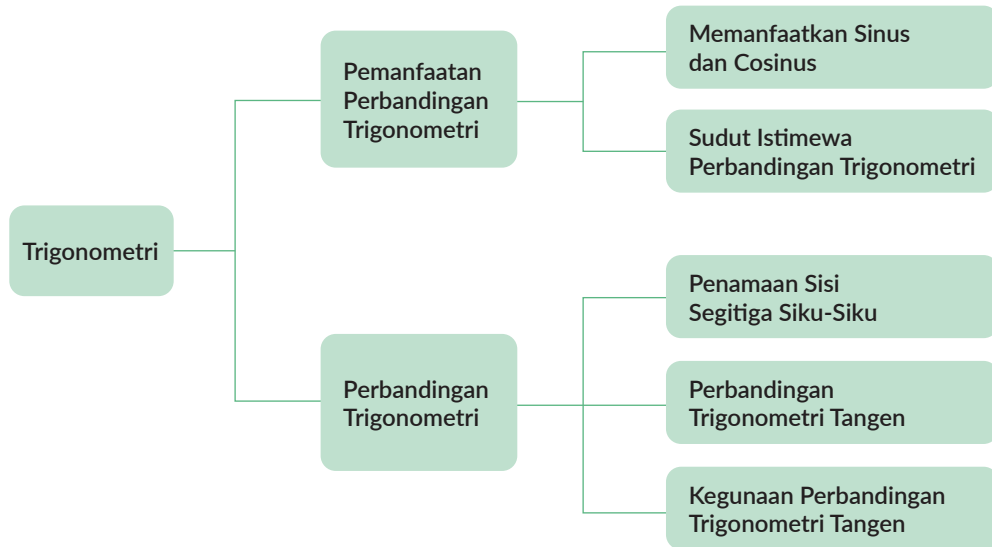 Trigonometri
Pemanfaatan
Perbandingan
Trigonometri
Memanfaatkan Sinus
dan Cosinus
Sudut Istimewa
Perbandingan Trigonometri
Perbandingan
Trigonometri
Penamaan Sisi
Segitiga Siku-Siku
Perbandingan
Trigonometri Tangen
Kegunaan Perbandingan
Trigonometri Tangen